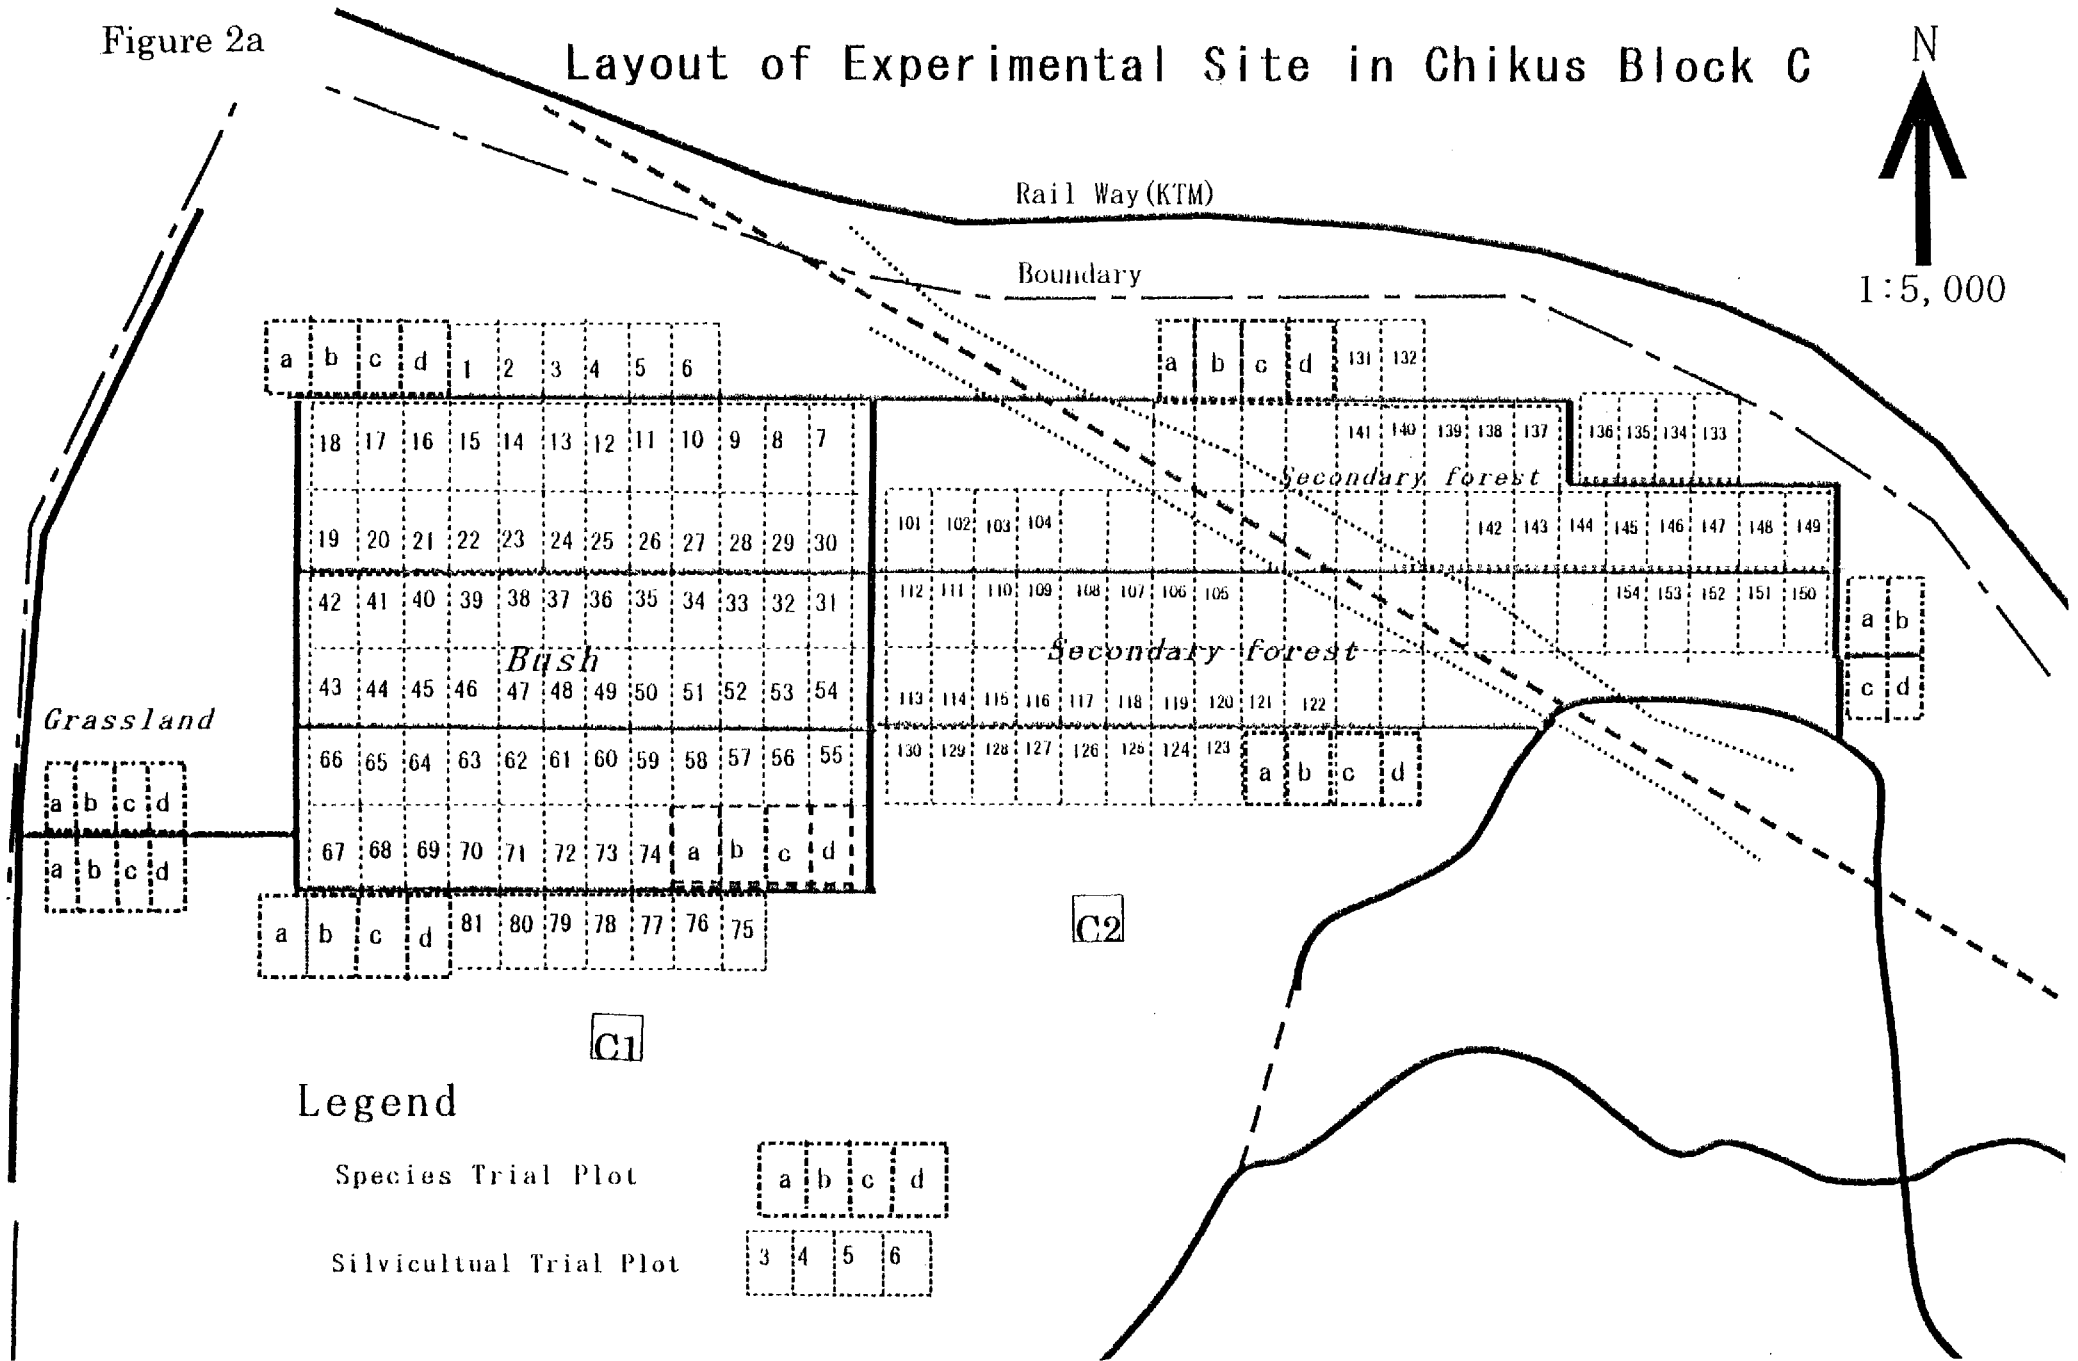 Figure 2a
Layout of Experimental Site in Chikus Block C
N
1:5,000
Rail Way(KTM)
Boundary
a b c d 1 2 3 4 5 6
a b c d 131 132
18 17 16 15 14 13 12 11 10 9 8 7
141 140 139 138 137 136 135 134 133
Secondary forest
19 20 21 22 23 24 25 26 27 28 29 30
101 102 103 104
142 143 144 145 146 147 148 149
42 41 40 39 38 37 36 35 34 33 32 31
112 111 110 109 108 107 106 105
154 153 152 151 150
a b
Bush
Secondary forest
43 44 45 46 47 48 49 50 51 52 53 54
113 114 115 116 117 118 119 120 121 122
c d
Grassland
66 65 64 63 62 61 60 59 58 57 56 55
130 129 128 127 126 125 124 123 a b c d
a b c d
67 68 69 70 71 72 73 74 a b c d
a b c d
a b c d 81 80 79 78 77 76 75
C2
C1
Legend
Species Trial Plot
a b c d
Silvicultual Trial Plot
3 4 5 6